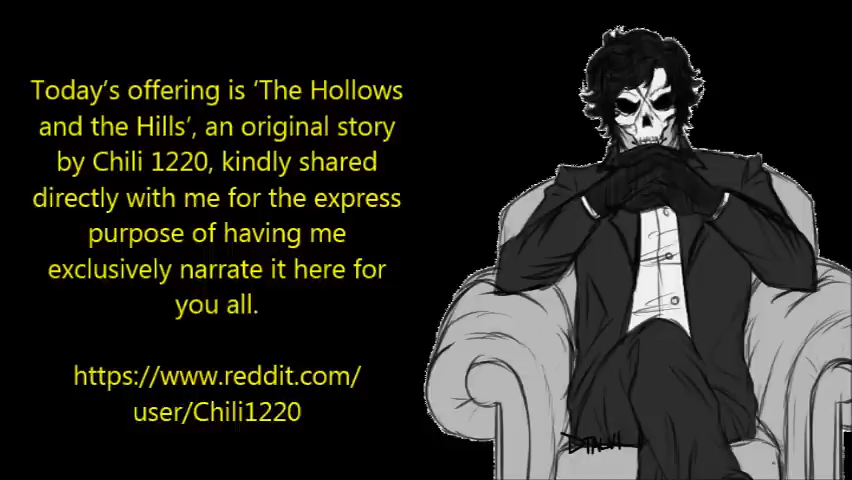 Today's offering is ‘The Hollows
and the Hills’, an original story
by Chili 1220, kindly shared
directly with me for the express
purpose of having me
exclusively narrate it here for
you all.
https://www.reddit.com/
user/Chili1220